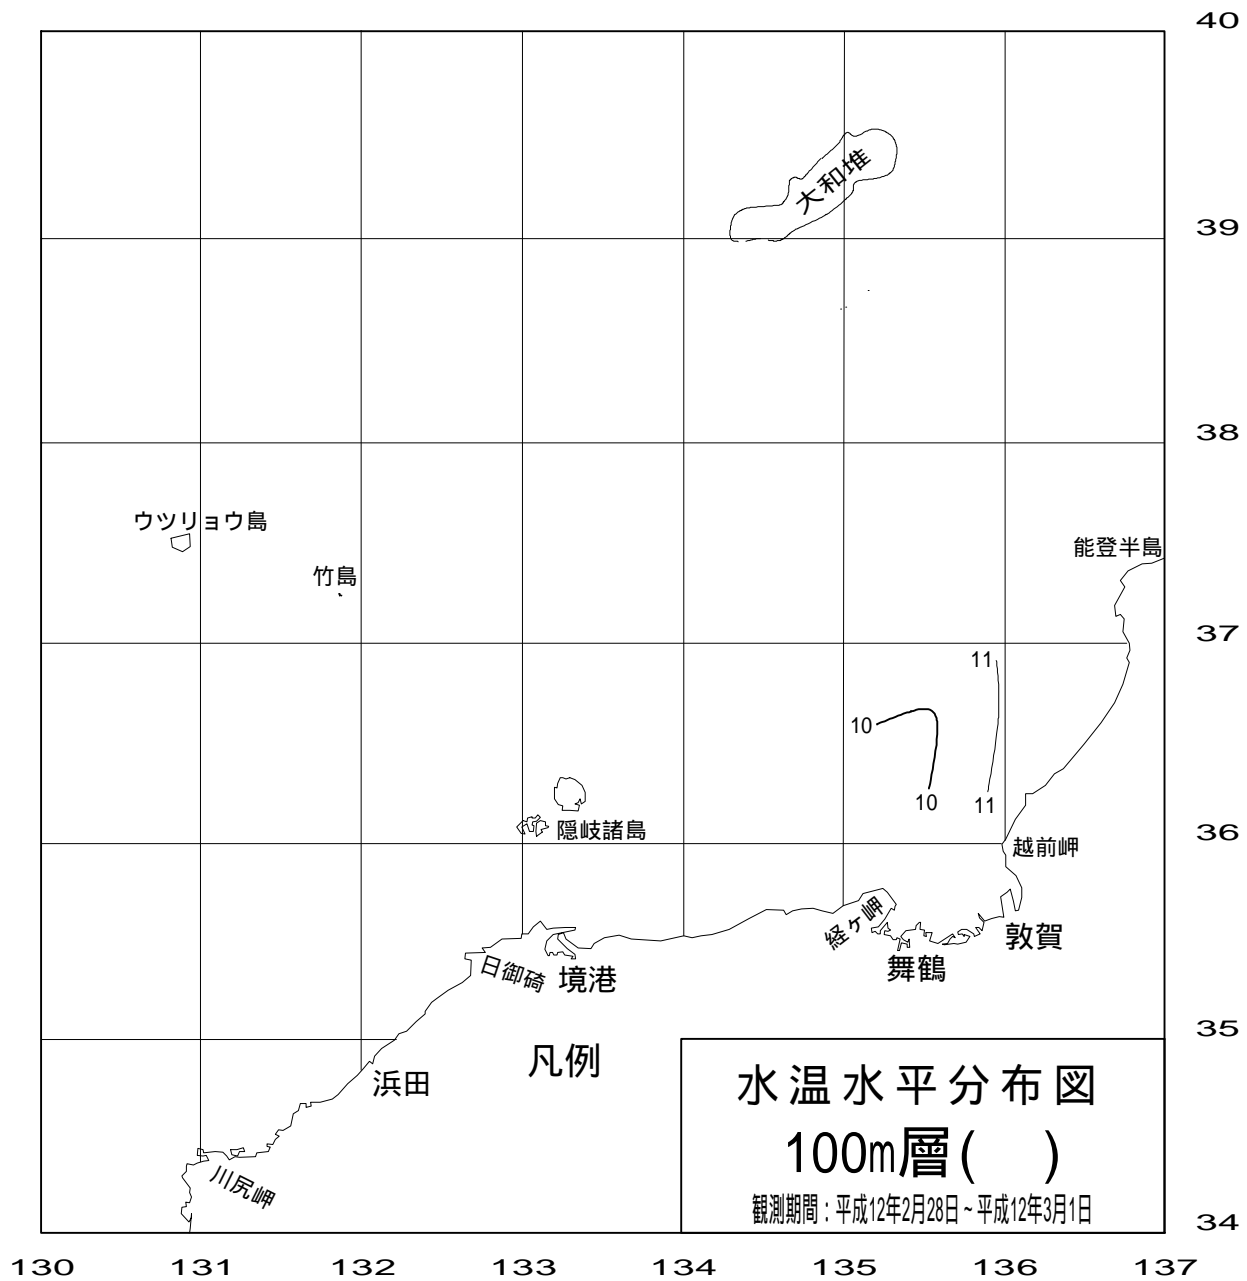 40
大和堆
39
38
ウツリョウ島
能登半島
竹島
37
11
10
10
11
隠岐諸島
36
越前岬
経ヶ岬
敦賀
舞鶴
日御碕
境港
35
凡例
浜田
水温水平分布図
100m層(　)
観測期間：平成12年2月28日～平成12年3月1日
川尻岬
34
130 131 132 133 134 135 136 137